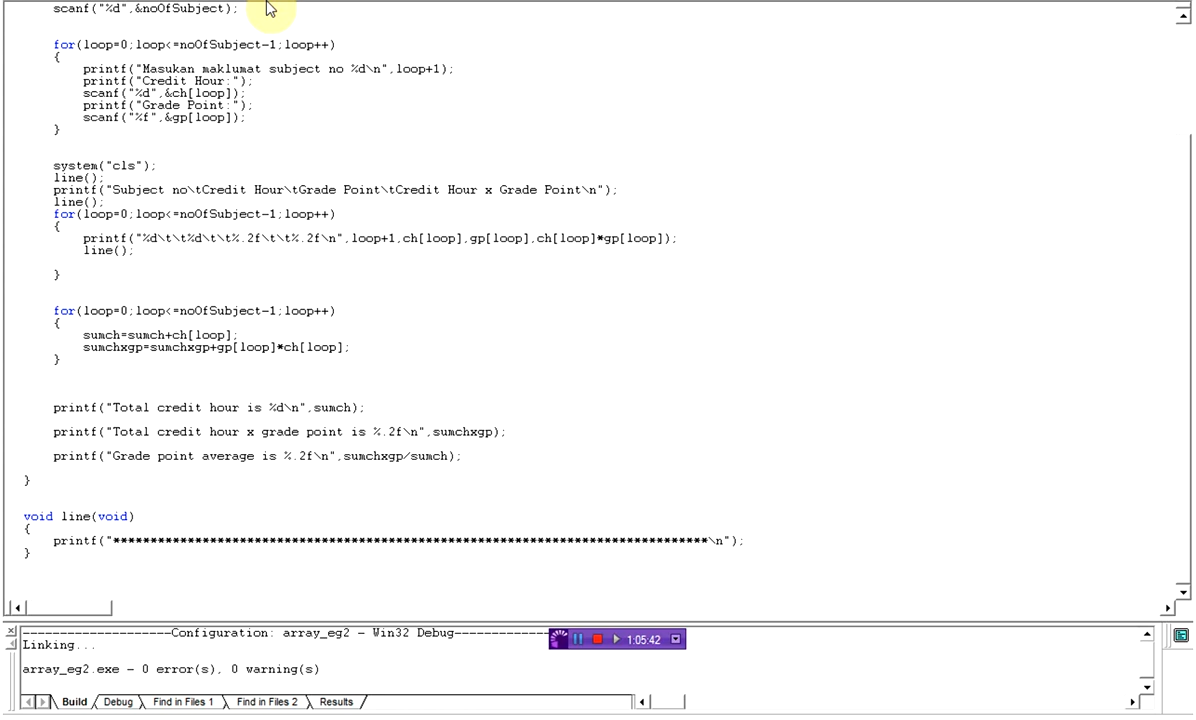 scanf("%d",&noOfSubject);
for(loop=0;loop<=noOfSubject-1;loop++)
{
printf("Masukan maklumat subject no %d\n",loop+1);
printf("Credit Hour:");
scanf("%d",&ch[loop]);
printf("Grade Point:");
scanf("%f",&gp[loop]);
}
system("cls");
line();
printf("Subject no\tCredit Hour\tGrade Point\tCredit Hour x Grade Point\n");
line();
for(loop=0;loop<=noOfSubject-1;loop++)
{
printf("%d\t\t%d\t\t%.2f\t\t%.2f\n",loop+1,ch[loop],gp[loop],ch[loop]*gp[loop]);
line();
}
for(loop=0;loop<=noOfSubject-1;loop++)
{
sumch=sumch+ch[loop];
sumchxgp=sumchxgp+gp[loop]*ch[loop];
}
printf("Total credit hour is %d\n",sumch);
printf("Total credit hour x grade point is %.2f\n",sumchxgp);
printf("Grade point average is %.2f\n",sumchxgp/sumch);
}
void line(void)
{
printf("********************************************************************************\n");
}
--------------------Configuration: array_eg2 - Win32 Debug--------------------
Linking...
array_eg2.exe - 0 error(s), 0 warning(s)
1:05:42
Build Debug Find in Files 1 Find in Files 2 Results